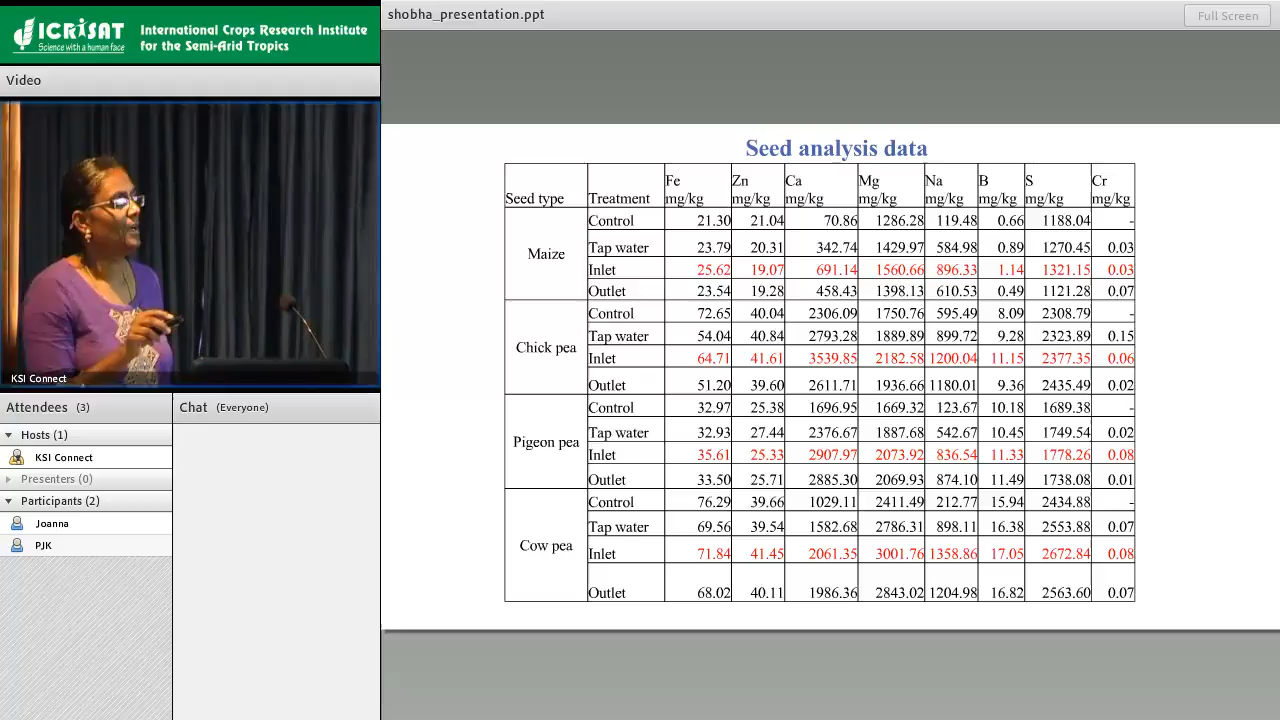 ICRISAT
Science with a human face
International Crops Research Institute
for the Semi-Arid Tropics
shobha_presentation.ppt
Full Screen
Video
KSI Connect
Attendees (3)
Hosts (1)
KSI Connect
Presenters (0)
Participants (2)
Joanna
PJK
Chat (Everyone)
Seed analysis data
Seed type Treatment Fe mg/kg Zn mg/kg Ca mg/kg Mg mg/kg Na mg/kg B mg/kg S mg/kg Cr mg/kg
Maize
Control 21.30 21.04 70.86 1286.28 119.48 0.66 1188.04 -
Tap water 23.79 20.31 342.74 1429.97 584.98 0.89 1270.45 0.03
Inlet 25.62 19.07 691.14 1560.66 896.33 1.14 1321.15 0.03
Outlet 23.54 19.28 458.43 1398.13 610.53 0.49 1121.28 0.07
Chick pea
Control 72.65 40.04 2306.09 1750.76 595.49 8.09 2308.79 -
Tap water 54.04 40.84 2793.28 1889.89 899.72 9.28 2323.89 0.15
Inlet 64.71 41.61 3539.85 2182.58 1200.04 11.15 2377.35 0.06
Outlet 51.20 39.60 2611.71 1936.66 1180.01 9.36 2435.49 0.02
Pigeon pea
Control 32.97 25.38 1696.95 1669.32 123.67 10.18 1689.38 -
Tap water 32.93 27.44 2376.67 1887.68 542.67 10.45 1749.54 0.02
Inlet 35.61 25.33 2907.97 2073.92 836.54 11.33 1778.26 0.08
Outlet 33.50 25.71 2885.30 2069.93 874.10 11.49 1738.08 0.01
Cow pea
Control 76.29 39.66 1029.11 2411.49 212.77 15.94 2434.88 -
Tap water 69.56 39.54 1582.68 2786.31 898.11 16.38 2553.88 0.07
Inlet 71.84 41.45 2061.35 3001.76 1358.86 17.05 2672.84 0.08
Outlet 68.02 40.11 1986.36 2843.02 1204.98 16.82 2563.60 0.07